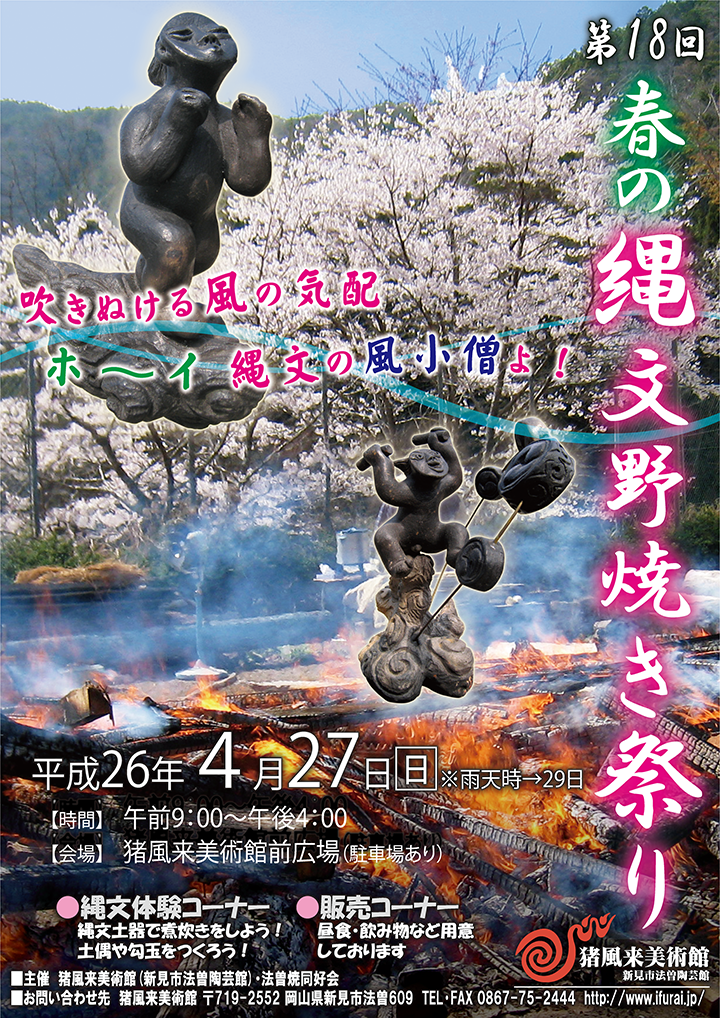 第18回
春の縄文野焼き祭り
吹きぬける風の気配
ホ〜イ 縄文の風小僧よ！
平成26年 4月27日 日 ※雨天時→29日
【時間】 午前9：00〜午後4：00
【会場】 猪風来美術館前広場（駐車場あり）
●縄文体験コーナー
縄文土器で煮炊きをしよう！
土偶や勾玉をつくろう！
●販売コーナー
昼食・飲み物など用意
しております
猪風来美術館
新見市法曽陶芸館
■主催 猪風来美術館（新見市法曽陶芸館）・法曽焼同好会
■お問い合わせ先 猪風来美術館 〒719-2552 岡山県新見市法曽609 TEL・FAX 0867-75-2444 http://www.ifurai.jp/